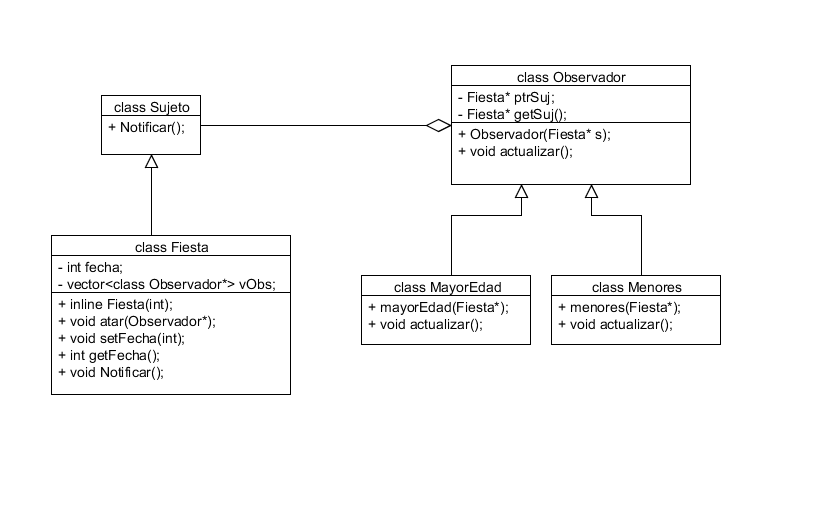 class Sujeto
+ Notificar();
class Observador
- Fiesta* ptrSuj;
- Fiesta* getSuj();
+ Observador(Fiesta* s);
+ void actualizar();
class Fiesta
- int fecha;
- vector<class Observador*> vObs;
+ inline Fiesta(int);
+ void atar(Observador*);
+ void setFecha(int);
+ int getFecha();
+ void Notificar();
class MayorEdad
+ mayorEdad(Fiesta*);
+ void actualizar();
class Menores
+ menores(Fiesta*);
+ void actualizar();